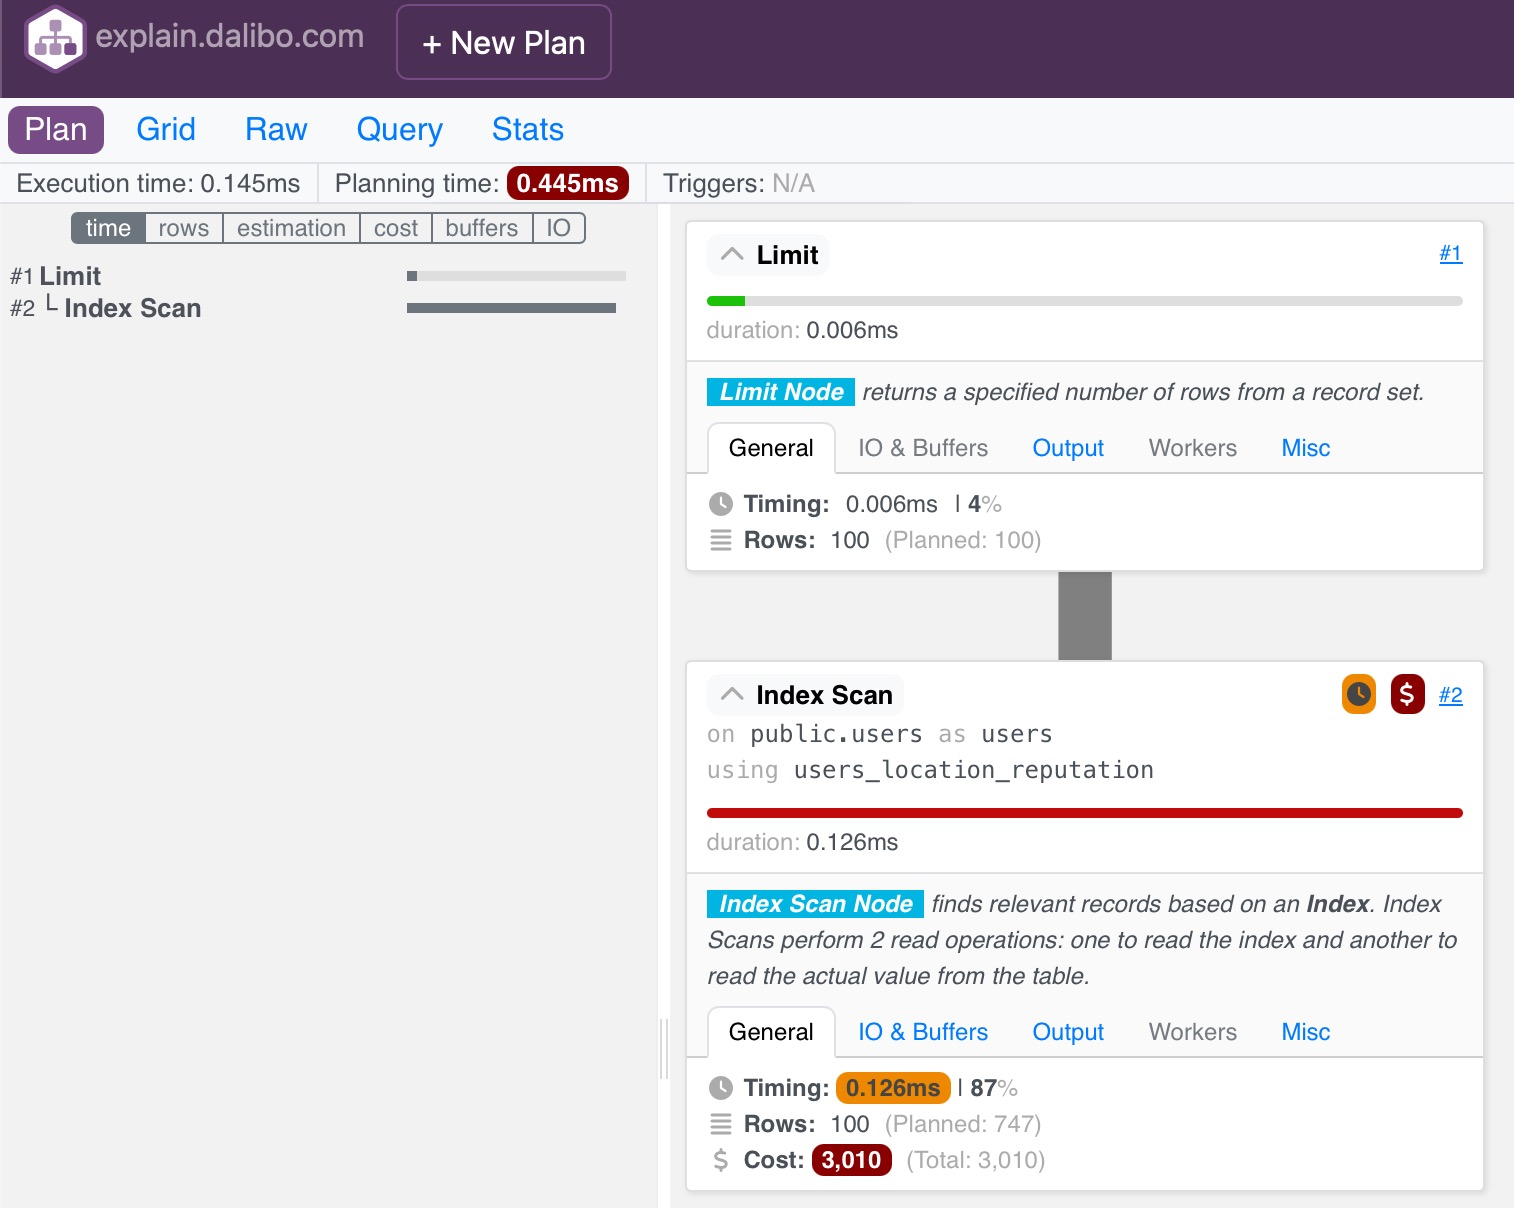 explain.dalibo.com
+ New Plan
Plan Grid Raw Query Stats
Execution time: 0.145ms Planning time: 0.445ms Triggers: N/A
time rows estimation cost buffers IO
#1 Limit
#2 └ Index Scan
Limit #1
duration: 0.006ms
Limit Node returns a specified number of rows from a record set.
General IO & Buffers Output Workers Misc
Timing: 0.006ms | 4%
Rows: 100 (Planned: 100)
Index Scan $ #2
on public.users as users
using users_location_reputation
duration: 0.126ms
Index Scan Node finds relevant records based on an Index. Index
Scans perform 2 read operations: one to read the index and another to
read the actual value from the table.
General IO & Buffers Output Workers Misc
Timing: 0.126ms | 87%
Rows: 100 (Planned: 747)
$ Cost: 3,010 (Total: 3,010)